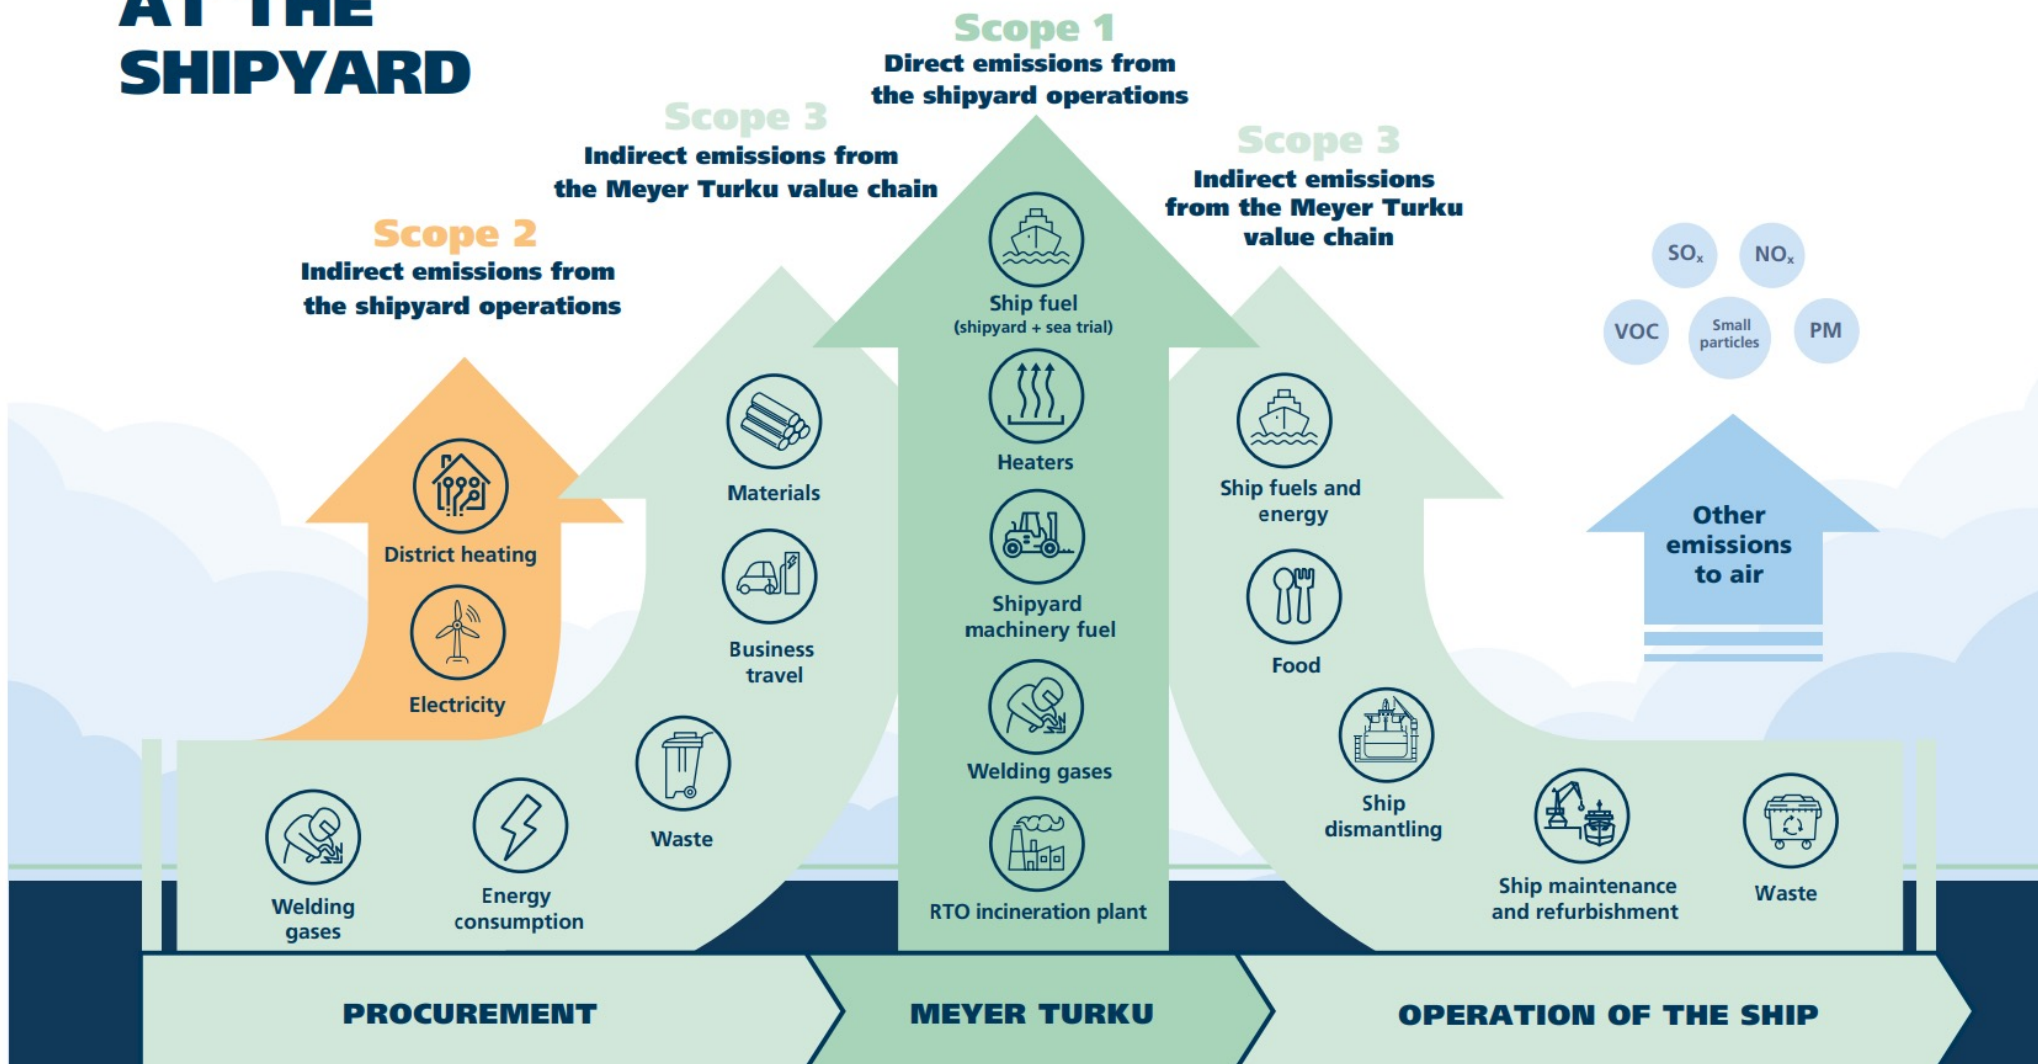 AT THE
SHIPYARD
Scope 1
Direct emissions from
the shipyard operations
Scope 3
Indirect emissions from
the Meyer Turku value chain
Scope 3
Indirect emissions
from the Meyer Turku
value chain
Scope 2
Indirect emissions from
the shipyard operations
District heating
Electricity
Materials
Business
travel
Waste
Energy
consumption
Welding
gases
Ship fuel
(shipyard + sea trial)
Heaters
Shipyard
machinery fuel
Welding gases
RTO incineration plant
Ship fuels and
energy
Food
Ship
dismantling
Ship maintenance
and refurbishment
Waste
SOx
NOx
VOC
Small
particles
PM
Other
emissions
to air
PROCUREMENT
MEYER TURKU
OPERATION OF THE SHIP